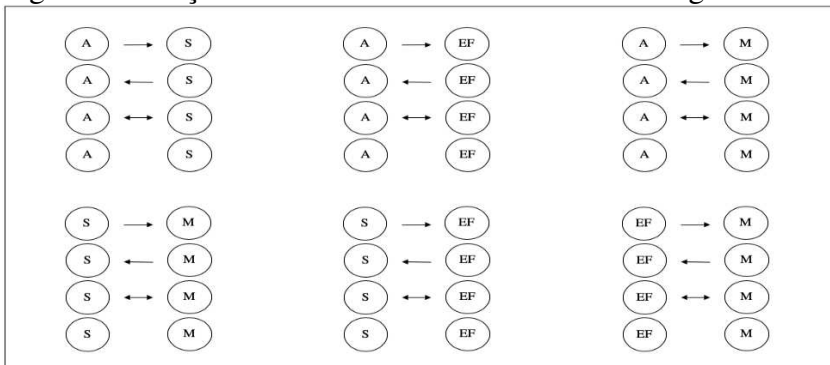 A → S A → EF A → M
A ← S A ← EF A ← M
A ↔ S A ↔ EF A ↔ M
A S A EF A M
S → M S → EF EF → M
S ← M S ← EF EF ← M
S ↔ M S ↔ EF EF ↔ M
S M S EF EF M